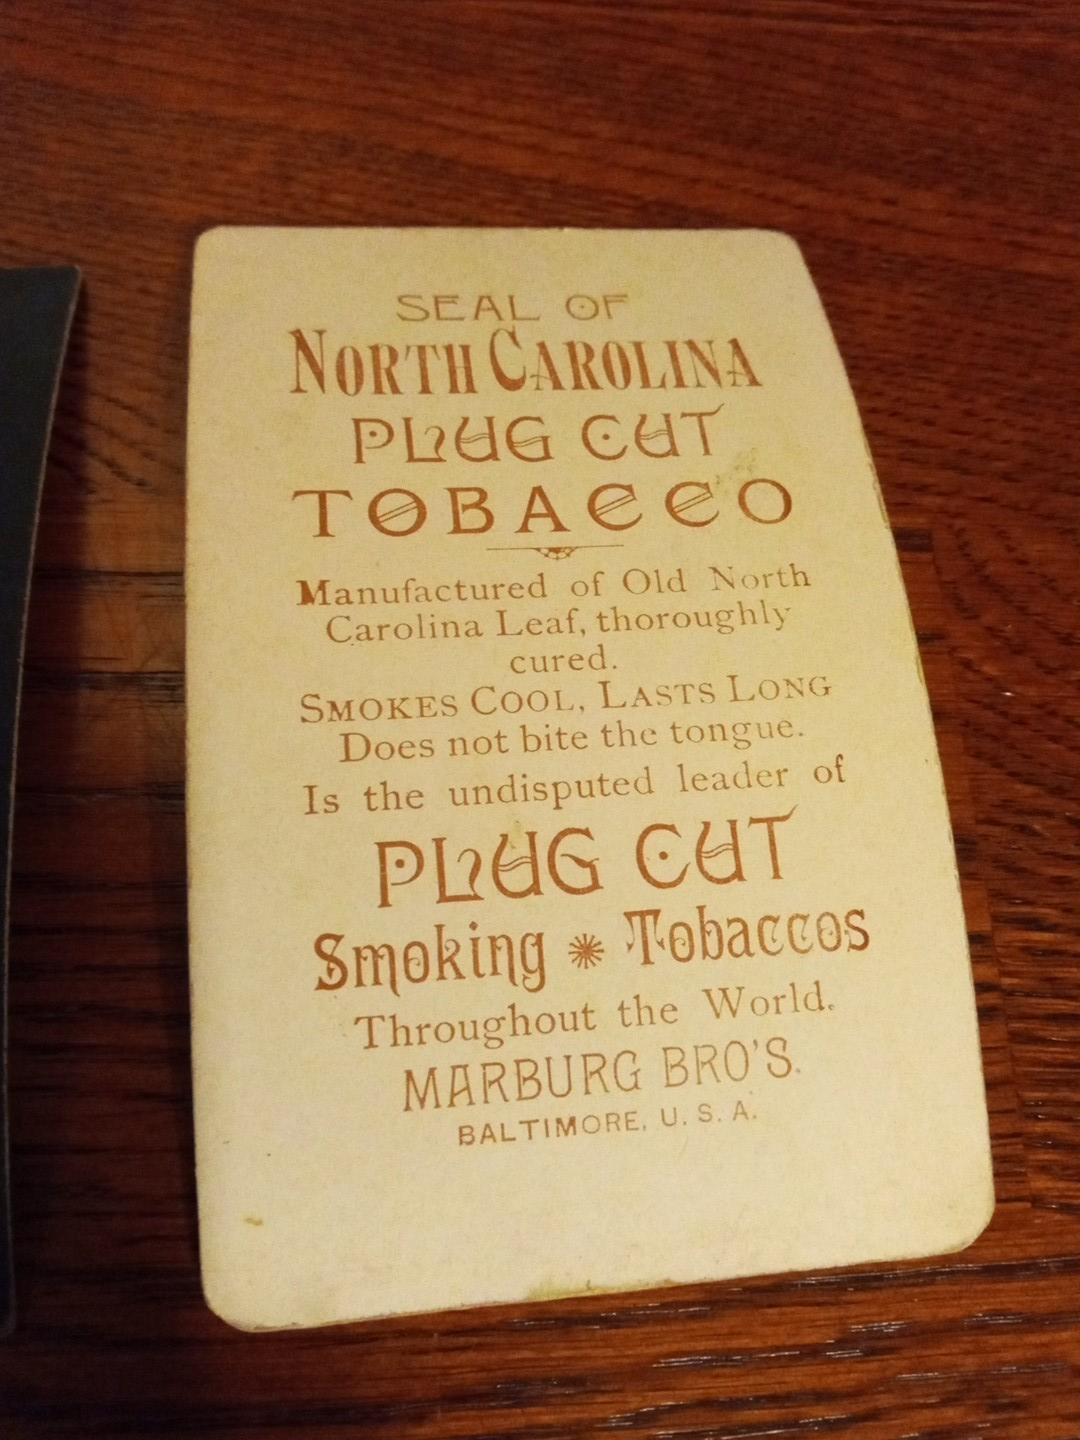 SEAL OF
NORTH CAROLINA
PLUG CUT
TOBACCO
Manufactured of Old North
Carolina Leaf, thoroughly
cured.
SMOKES COOL, LASTS LONG
Does not bite the tongue.
Is the undisputed leader of
PLUG CUT
Smoking Tobaccos
Throughout the World.
MARBURG BRO'S.
BALTIMORE, U. S. A.